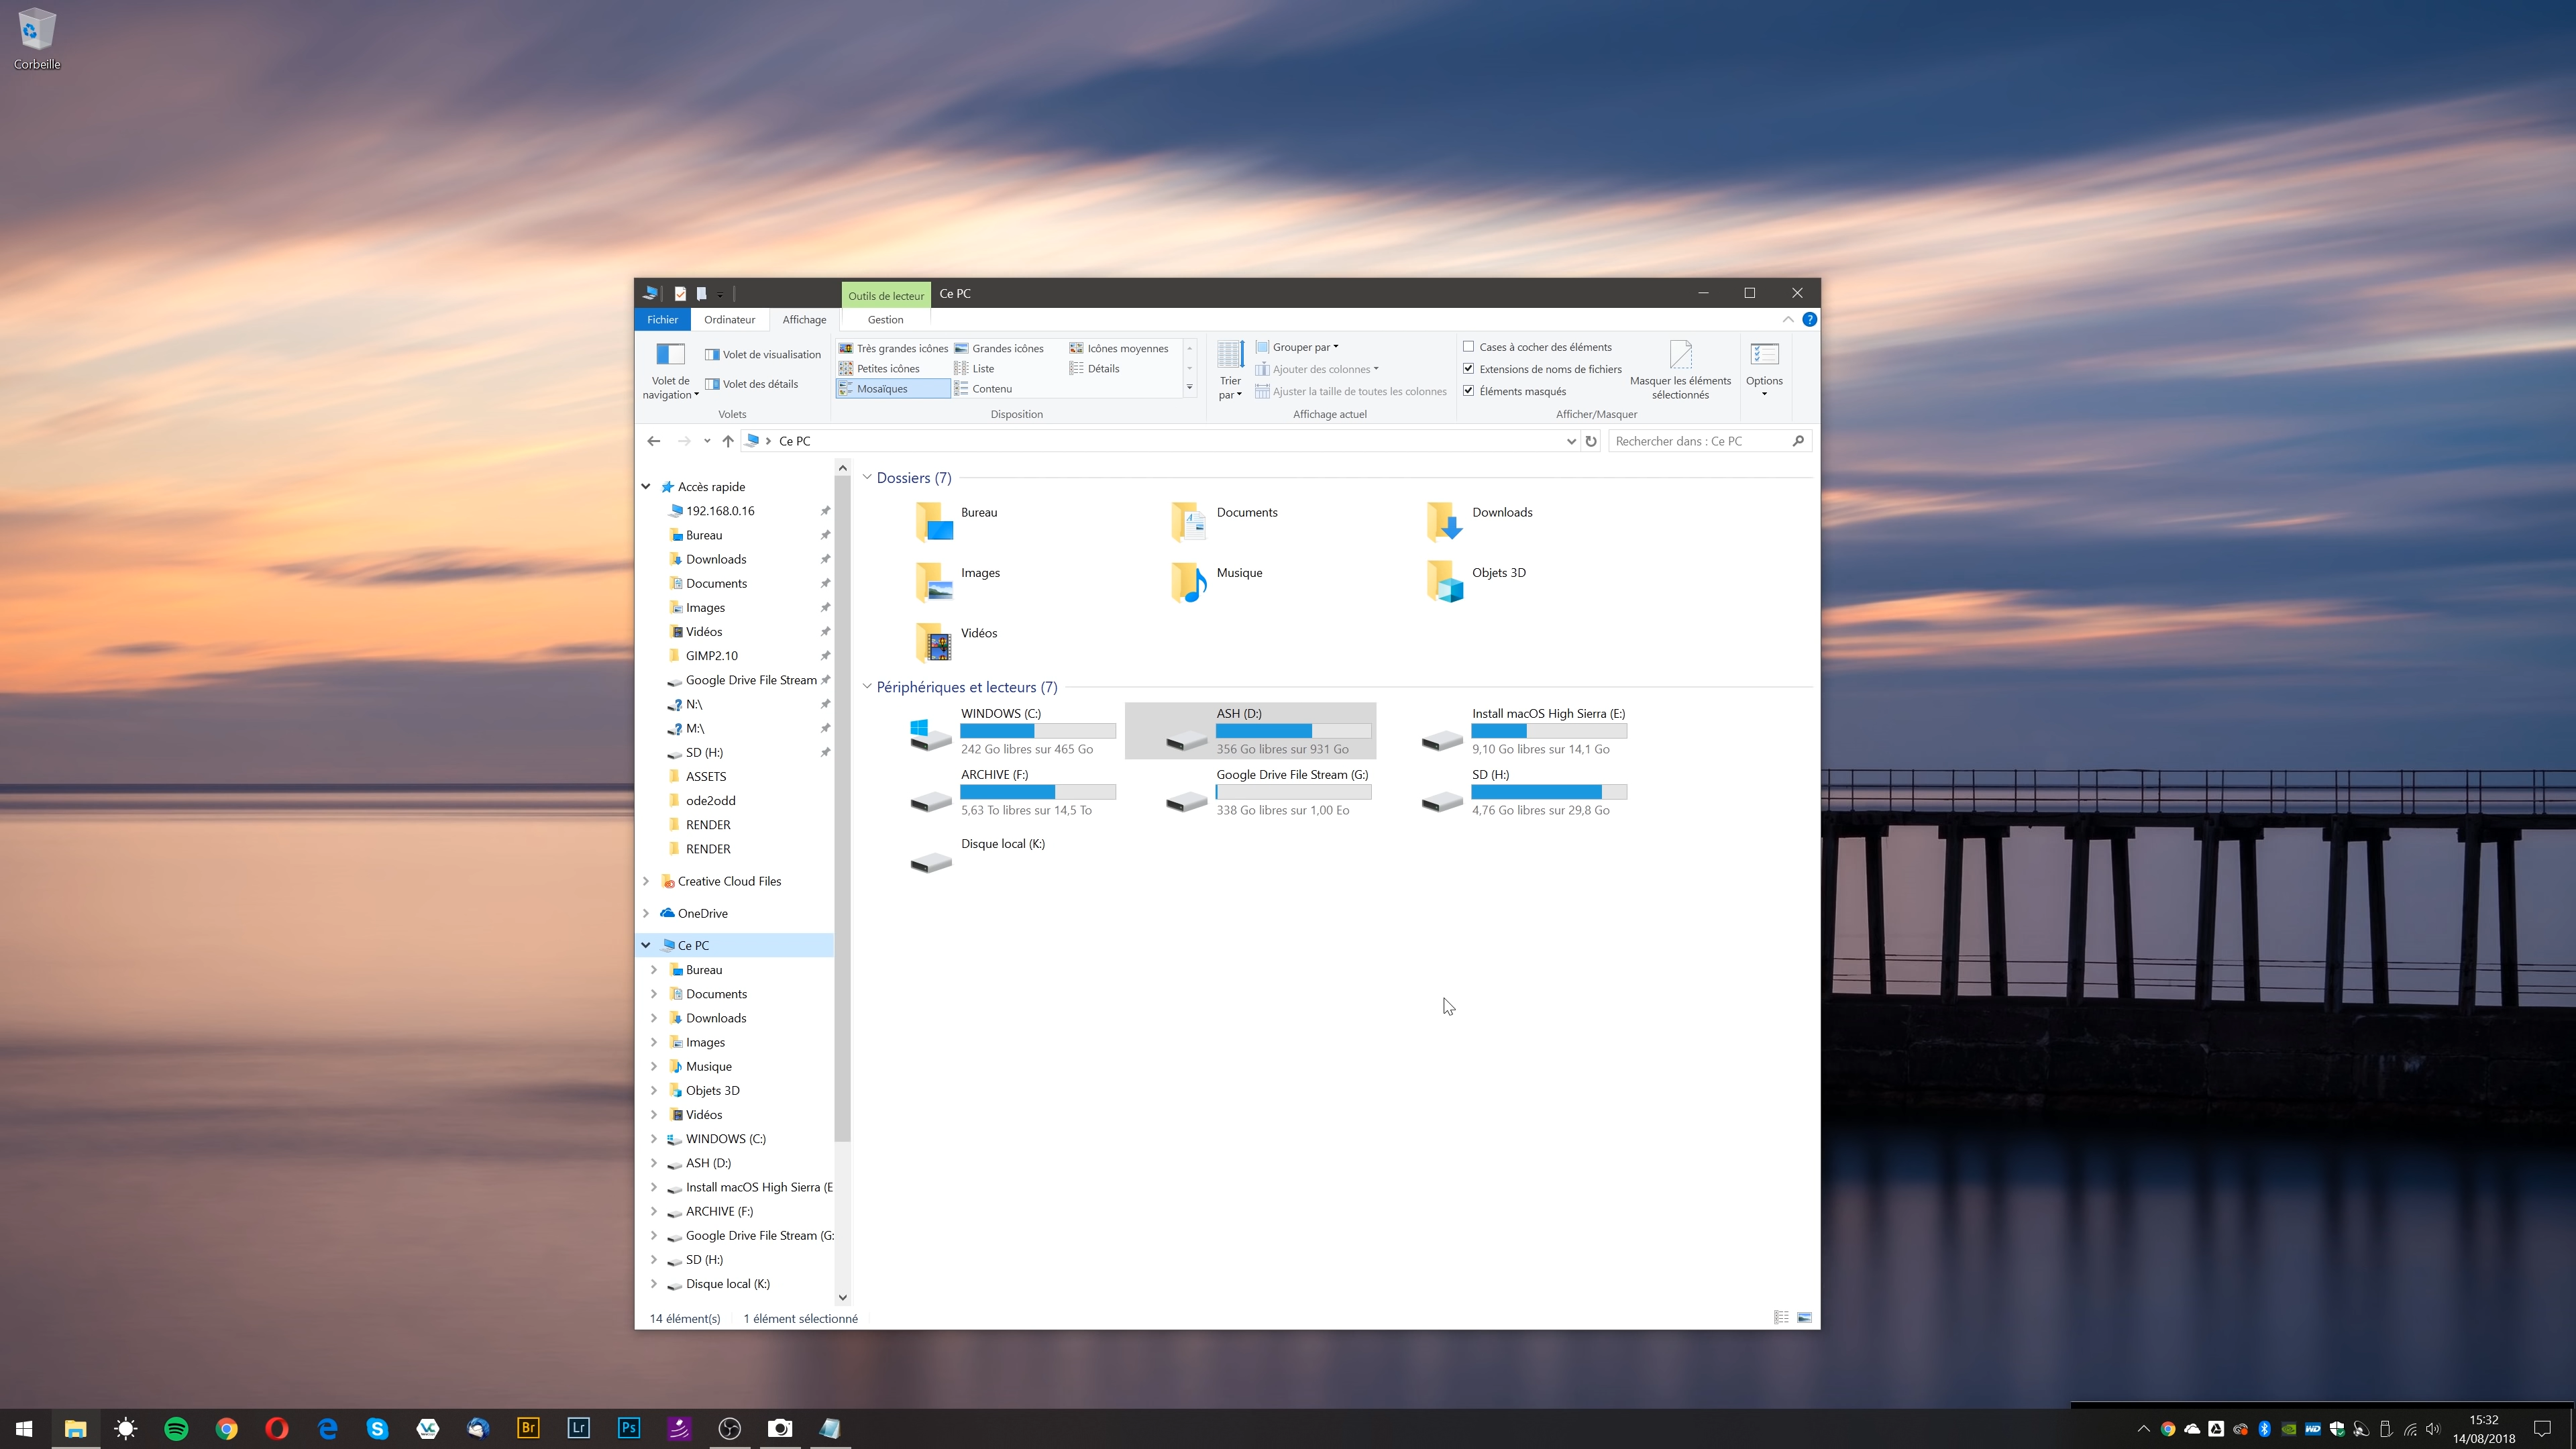 Corbeille
Outils de lecteur
Ce PC
Fichier
Ordinateur
Affichage
Gestion
Volet de navigation
Volet de visualisation
Volet des détails
Volets
Très grandes icônes
Grandes icônes
Icônes moyennes
Petites icônes
Liste
Détails
Mosaïques
Contenu
Disposition
Trier par
Grouper par
Ajouter des colonnes
Ajuster la taille de toutes les colonnes
Affichage actuel
Cases à cocher des éléments
Extensions de noms de fichiers
Éléments masqués
Masquer les éléments sélectionnés
Afficher/Masquer
Options
Ce PC
Rechercher dans : Ce PC
Accès rapide
192.168.0.16
Bureau
Downloads
Documents
Images
Vidéos
GIMP2.10
Google Drive File Stream
N:\
M:\
SD (H:)
ASSETS
ode2odd
RENDER
RENDER
Creative Cloud Files
OneDrive
Ce PC
Bureau
Documents
Downloads
Images
Musique
Objets 3D
Vidéos
WINDOWS (C:)
ASH (D:)
Install macOS High Sierra (E
ARCHIVE (F:)
Google Drive File Stream (G:
SD (H:)
Disque local (K:)
Dossiers (7)
Bureau
Documents
Downloads
Images
Musique
Objets 3D
Vidéos
Périphériques et lecteurs (7)
WINDOWS (C:)
242 Go libres sur 465 Go
ASH (D:)
356 Go libres sur 931 Go
Install macOS High Sierra (E:)
9,10 Go libres sur 14,1 Go
ARCHIVE (F:)
5,63 To libres sur 14,5 To
Google Drive File Stream (G:)
338 Go libres sur 1,00 Eo
SD (H:)
4,76 Go libres sur 29,8 Go
Disque local (K:)
14 élément(s)
1 élément sélectionné
Br
Lr
Ps
WD
15:32
14/08/2018